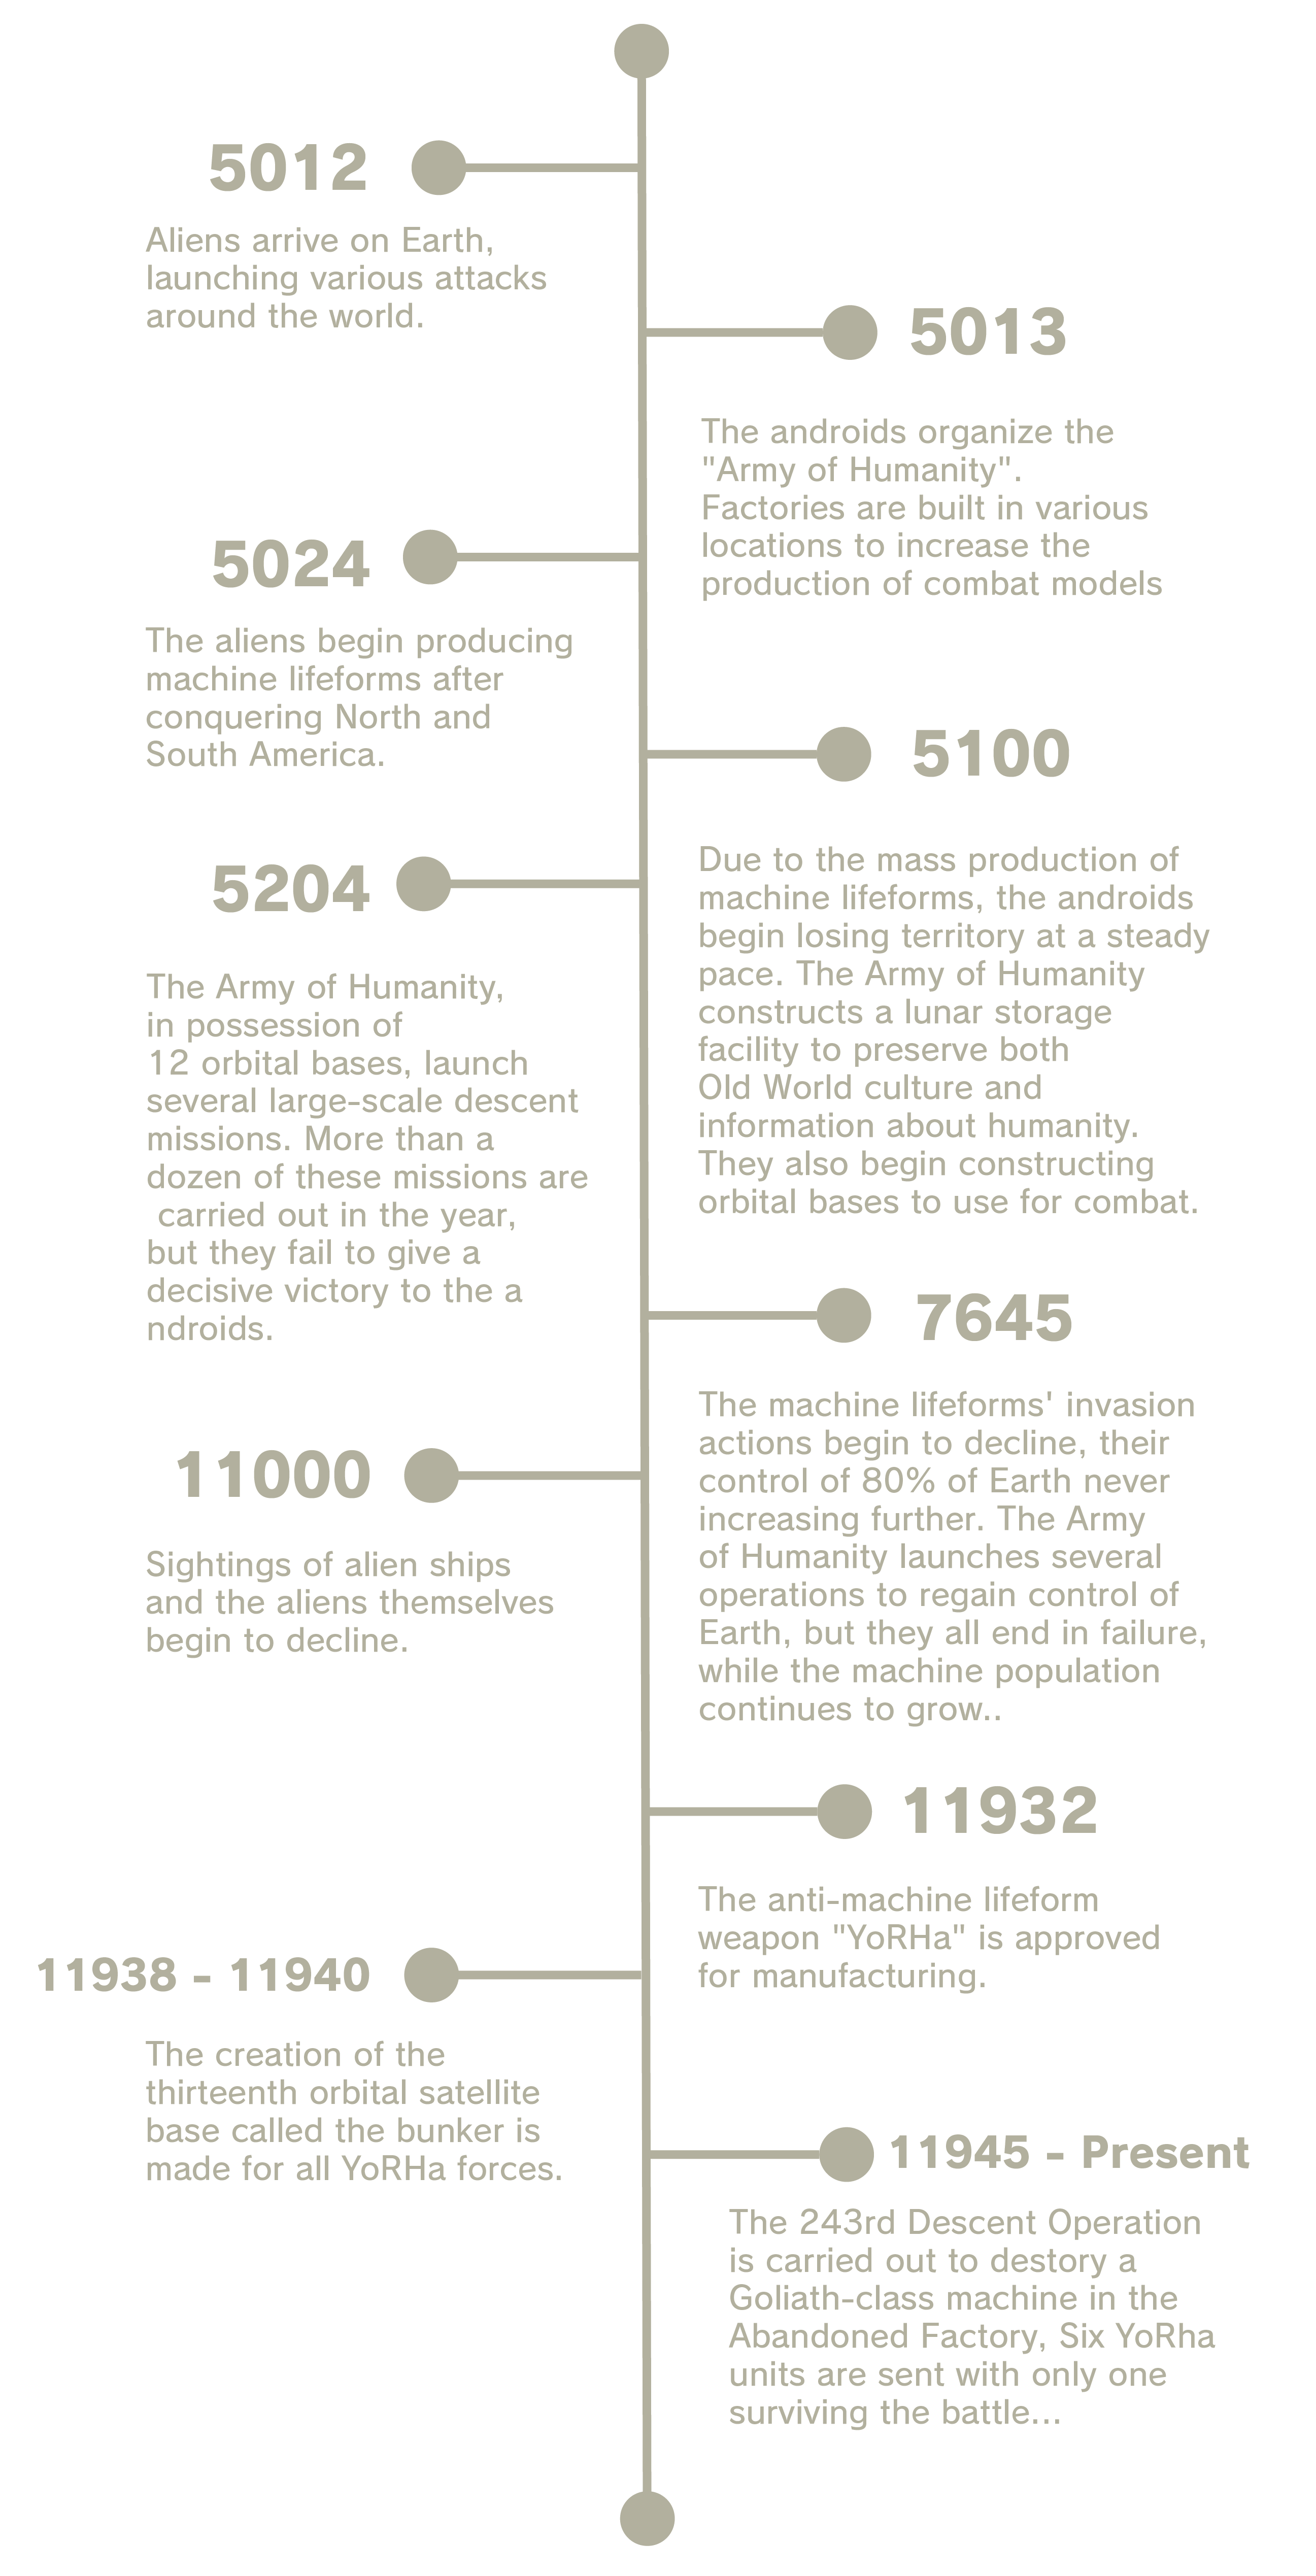 5012
Aliens arrive on Earth,
launching various attacks
around the world.
5013
The androids organize the
"Army of Humanity".
Factories are built in various
locations to increase the
production of combat models
5024
The aliens begin producing
machine lifeforms after
conquering North and
South America.
5100
Due to the mass production of
machine lifeforms, the androids
begin losing territory at a steady
pace. The Army of Humanity
constructs a lunar storage
facility to preserve both
Old World culture and
information about humanity.
They also begin constructing
orbital bases to use for combat.
5204
The Army of Humanity,
in possession of
12 orbital bases, launch
several large-scale descent
missions. More than a
dozen of these missions are
carried out in the year,
but they fail to give a
decisive victory to the a
ndroids.
7645
The machine lifeforms' invasion
actions begin to decline, their
control of 80% of Earth never
increasing further. The Army
of Humanity launches several
operations to regain control of
Earth, but they all end in failure,
while the machine population
continues to grow..
11000
Sightings of alien ships
and the aliens themselves
begin to decline.
11932
The anti-machine lifeform
weapon "YoRHa" is approved
for manufacturing.
11938 - 11940
The creation of the
thirteenth orbital satellite
base called the bunker is
made for all YoRHa forces.
11945 - Present
The 243rd Descent Operation
is carried out to destory a
Goliath-class machine in the
Abandoned Factory, Six YoRha
units are sent with only one
surviving the battle...